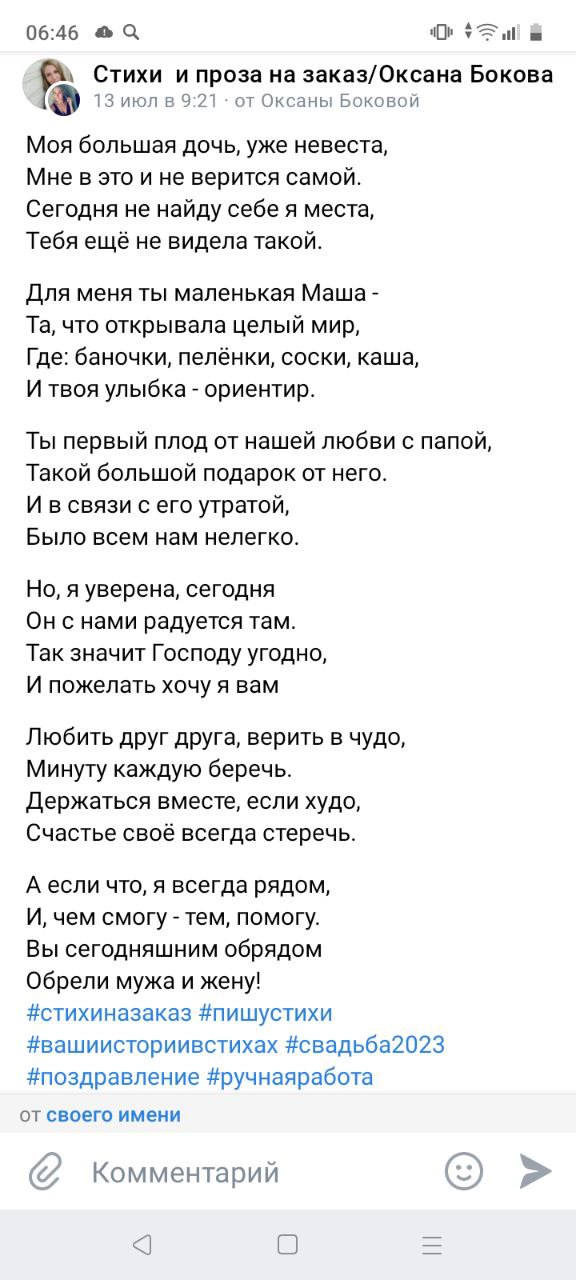 06:46
Стихи и проза на заказ/Оксана Бокова
13 июл в 9:21 · от Оксаны Боковой
Моя большая дочь, уже невеста,
Мне в это и не верится самой.
Сегодня не найду себе я места,
Тебя ещё не видела такой.
Для меня ты маленькая Маша -
Та, что открывала целый мир,
Где: баночки, пелёнки, соски, каша,
И твоя улыбка - ориентир.
Ты первый плод от нашей любви с папой,
Такой большой подарок от него.
И в связи с его утратой,
Было всем нам нелегко.
Но, я уверена, сегодня
Он с нами радуется там.
Так значит Господу угодно,
И пожелать хочу я вам
Любить друг друга, верить в чудо,
Минуту каждую беречь.
Держаться вместе, если худо,
Счастье своё всегда стеречь.
А если что, я всегда рядом,
И, чем смогу - тем, помогу.
Вы сегодняшним обрядом
Обрели мужа и жену!
#стихиназаказ #пишустихи
#вашиисториивстихах #свадьба2023
#поздравление #ручнаяработа
от своего имени
Комментарий